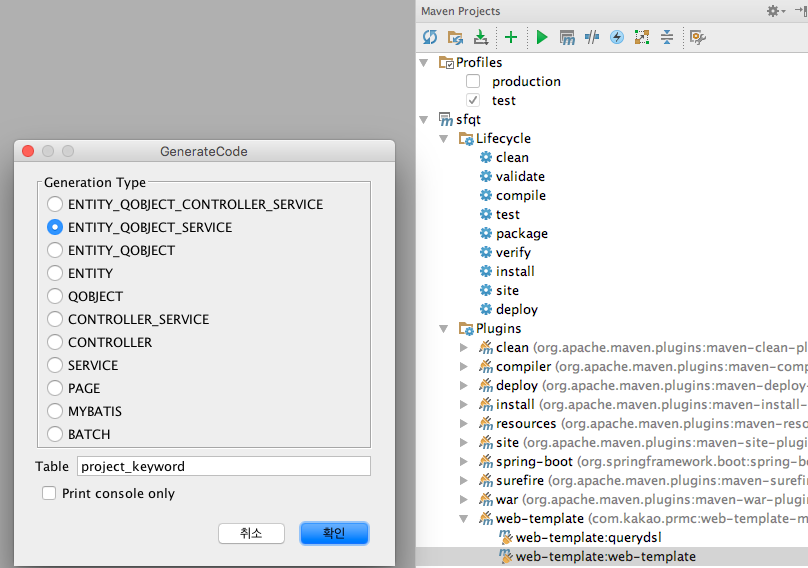 GenerateCode
Generation Type
ENTITY_QOBJECT_CONTROLLER_SERVICE
ENTITY_QOBJECT_SERVICE
ENTITY_QOBJECT
ENTITY
QOBJECT
CONTROLLER_SERVICE
CONTROLLER
SERVICE
PAGE
MYBATIS
BATCH
Table project_keyword
Print console only
취소 확인
Maven Projects
Profiles
production
test
sfqt
Lifecycle
clean
validate
compile
test
package
verify
install
site
deploy
Plugins
clean (org.apache.maven.plugins:maven-clean-pl
compiler (org.apache.maven.plugins:maven-comp
deploy (org.apache.maven.plugins:maven-deploy-
install (org.apache.maven.plugins:maven-install-
resources (org.apache.maven.plugins:maven-reso
site (org.apache.maven.plugins:maven-site-plugi
spring-boot (org.springframework.boot:spring-b
surefire (org.apache.maven.plugins:maven-surefi
war (org.apache.maven.plugins:maven-war-plugin
web-template (com.kakao.prmc:web-template-m
web-template:querydsl
web-template:web-template